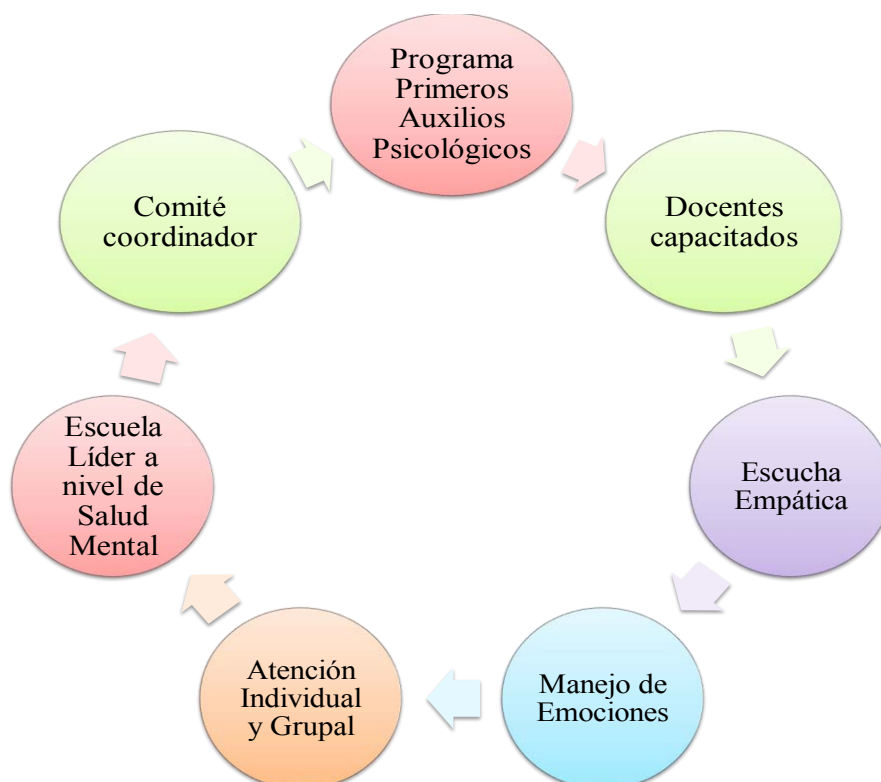 Programa
Primeros
Auxilios
Psicológicos
Docentes
capacitados
Escucha
Empática
Manejo de
Emociones
Atención
Individual
y Grupal
Escuela
Líder a
nivel de
Salud
Mental
Comité
coordinador